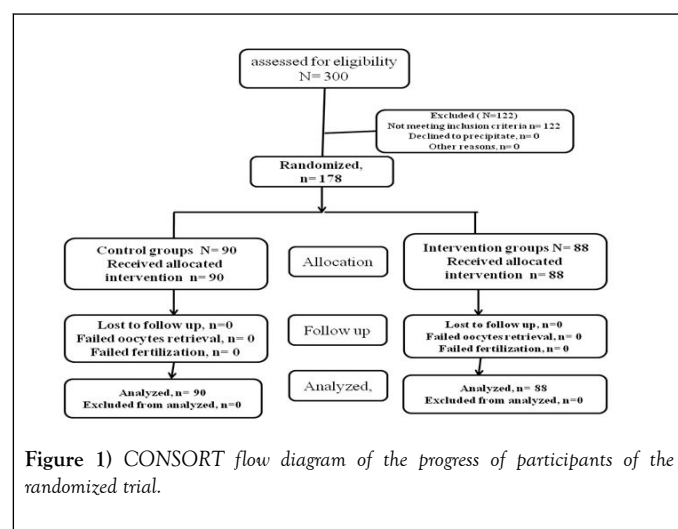 assessed for eligibility
N= 300
Excluded ( N=122)
Not meeting inclusion criteria n= 122
Declined to precipitate, n=0
Other reasons, n=0
Randomized,
n= 178
Control groups N= 90
Received allocated
intervention n= 90
Allocation
Intervention groups N= 88
Received allocated
intervention n= 88
Lost to follow up, n=0
Failed oocytes retrieval, n= 0
Failed fertilization, n= 0
Follow up
Lost to follow up, n=0
Failed oocytes retrieval, n= 0
Failed fertilization, n= 0
Analyzed, n= 90
Excluded from analyzed, n=0
Analyzed,
Analyzed, n= 88
Excluded from analyzed, n=0
Figure 1) CONSORT flow diagram of the progress of participants of the
randomized trial.